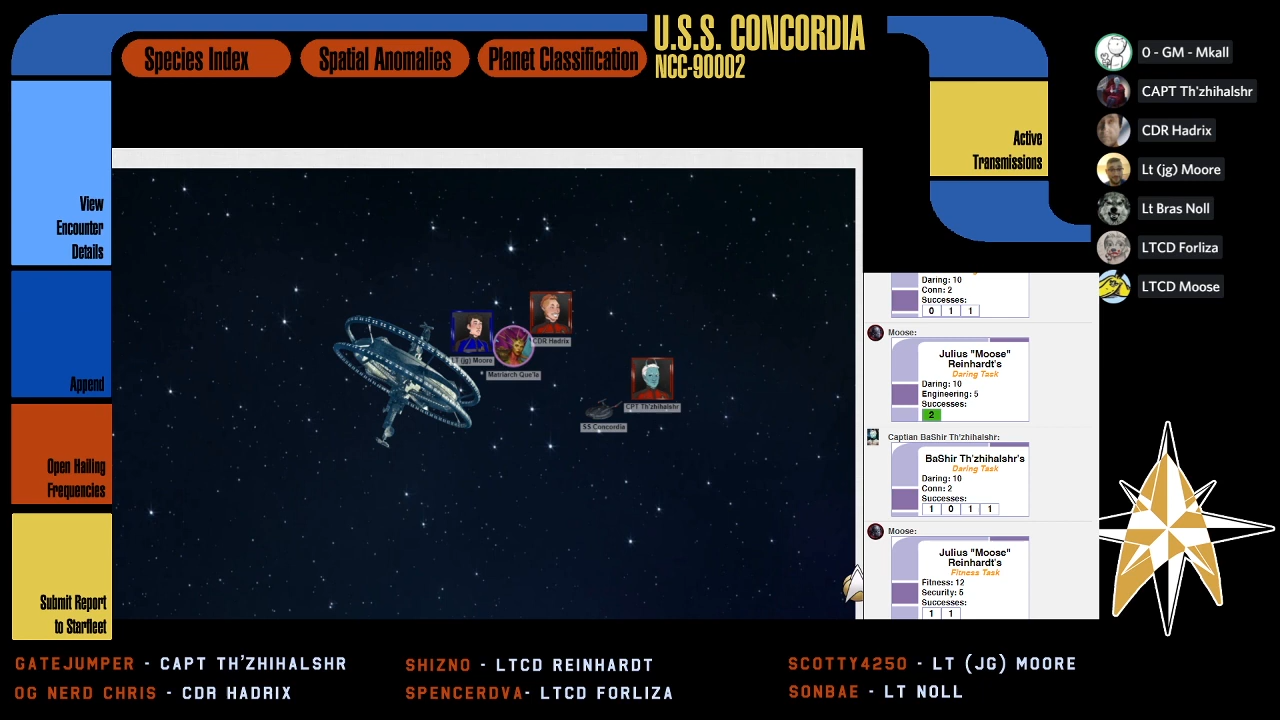 Species Index
Spatial Anomalies
Planet Classification
U.S.S. CONCORDIA
NCC-90002
View
Encounter
Details
Append
Open Hailing
Frequencies
Submit Report
to Starfleet
Active
Transmissions
0 - GM - Mkall
CAPT Th'zhihalshr
CDR Hadrix
Lt (jg) Moore
Lt Bras Noll
LTCD Forliza
LTCD Moose
LT (jg) Moore
CDR Hadrix
Matriarch Que'la
CPT Th'zhihalshr
SS Concordia
Daring: 10
Conn: 2
Successes:
0 1 1
Moose:
Julius "Moose"
Reinhardt's
Daring Task
Daring: 10
Engineering: 5
Successes:
2
Captian BaShir Th'zhihalshr:
BaShir Th'zhihalshr's
Daring Task
Daring: 10
Conn: 2
Successes:
1 0 1 1
Moose:
Julius "Moose"
Reinhardt's
Fitness Task
Fitness: 12
Security: 5
Successes:
1 1
GATEJUMPER - CAPT TH'ZHIHALSHR
SHIZNO - LTCD REINHARDT
SCOTTY4250 - LT (JG) MOORE
OG NERD CHRIS - CDR HADRIX
SPENCERDVA- LTCD FORLIZA
SONBAE - LT NOLL